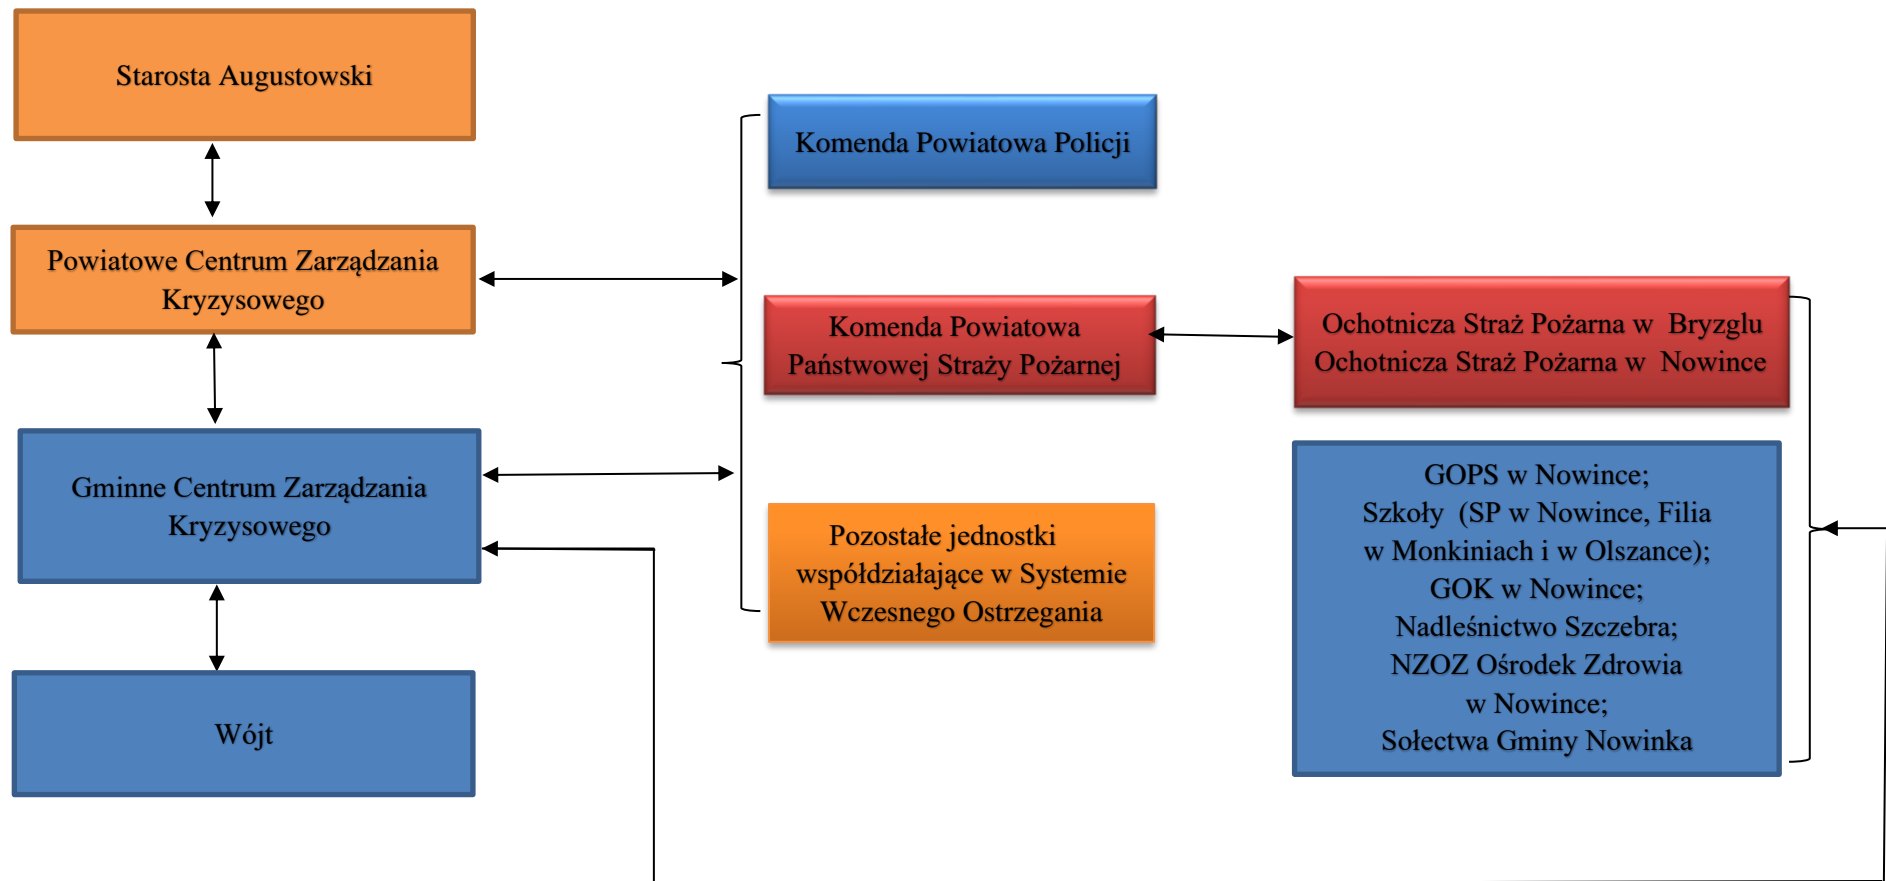 Starosta Augustowski
Powiatowe Centrum Zarządzania
Kryzysowego
Gminne Centrum Zarządzania
Kryzysowego
Wójt
Komenda Powiatowa Policji
Komenda Powiatowa
Państwowej Straży Pożarnej
Pozostałe jednostki
współdziałające w Systemie
Wczesnego Ostrzegania
Ochotnicza Straż Pożarna w  Bryzglu
Ochotnicza Straż Pożarna w  Nowince
GOPS w Nowince;
Szkoły  (SP w Nowince, Filia
w Monkiniach i w Olszance);
GOK w Nowince;
Nadleśnictwo Szczebra;
NZOZ Ośrodek Zdrowia
w Nowince;
Sołectwa Gminy Nowinka